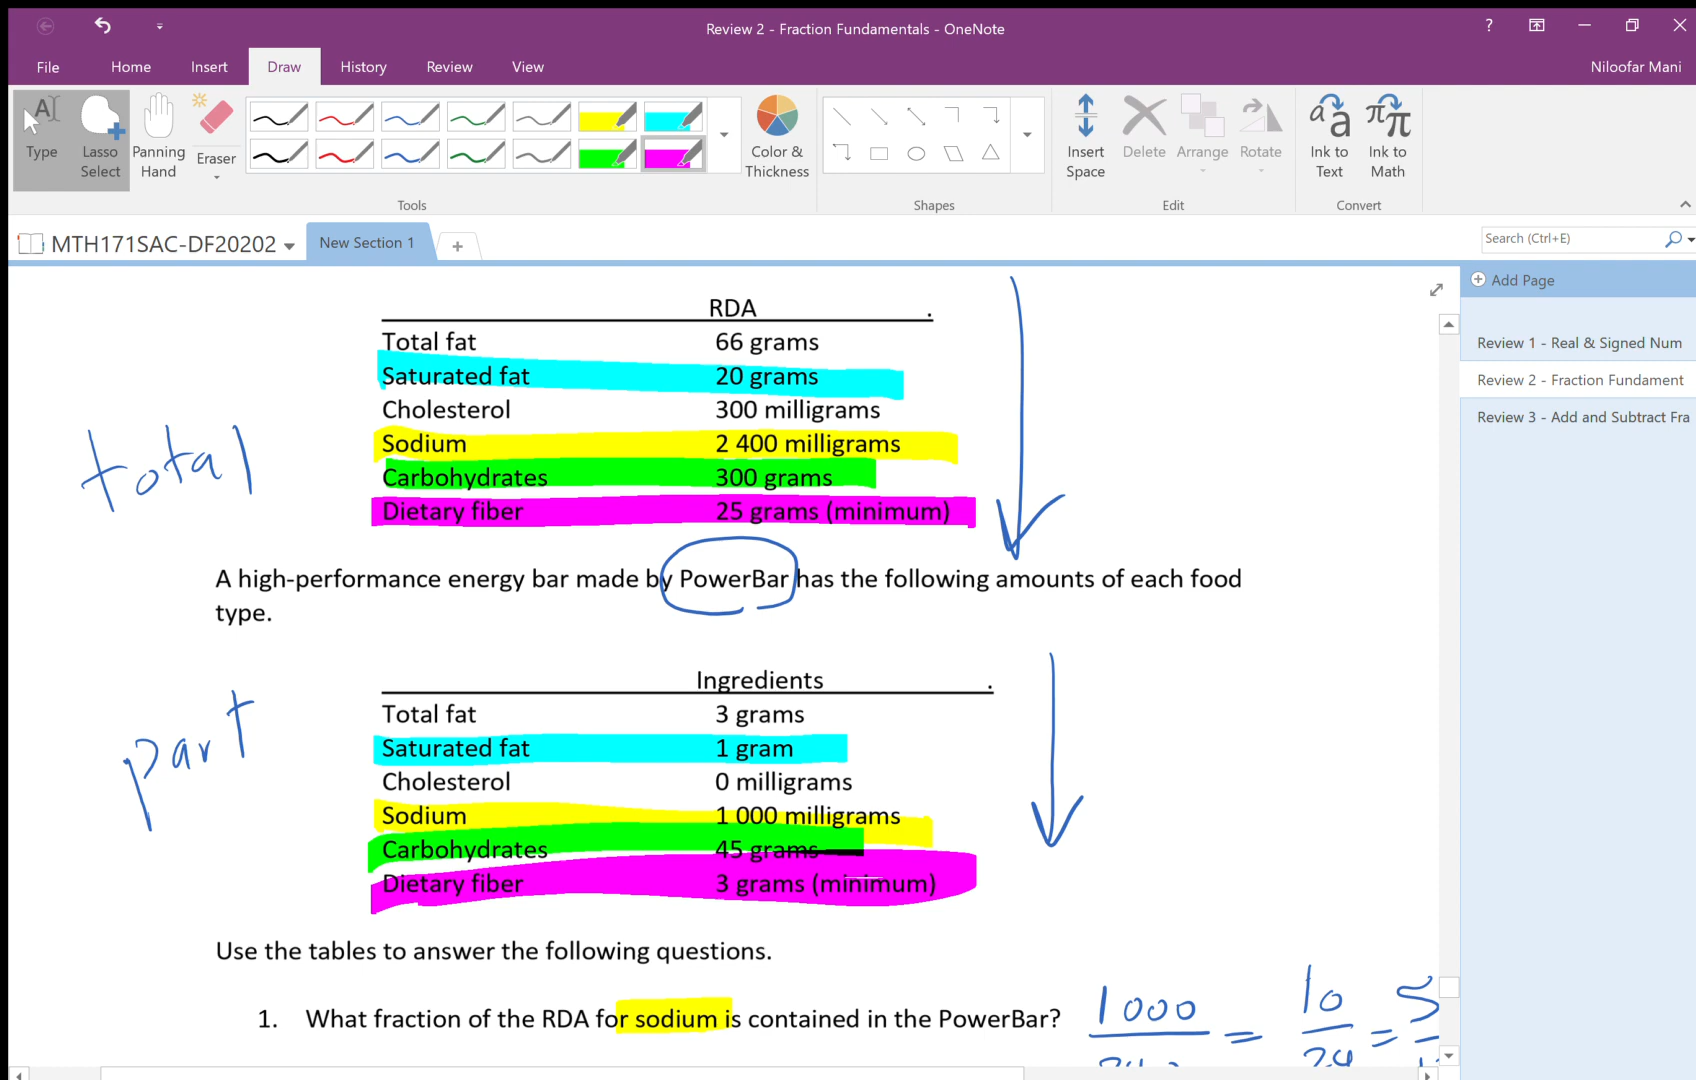 Review 2 - Fraction Fundamentals - OneNote
?
File Home Insert Draw History Review View Niloofar Mani
Type Lasso Select Panning Hand Eraser Color & Thickness Insert Space Delete Arrange Rotate Ink to Text Ink to Math
Tools Shapes Edit Convert
MTH171SAC-DF20202 New Section 1 + Search (Ctrl+E)
Add Page
Review 1 - Real & Signed Num
Review 2 - Fraction Fundament
Review 3 - Add and Subtract Fra
RDA .
Total fat 66 grams
Saturated fat 20 grams
Cholesterol 300 milligrams
Sodium 2 400 milligrams
Carbohydrates 300 grams
Dietary fiber 25 grams (minimum)
total
A high-performance energy bar made by PowerBar has the following amounts of each food
type.
Ingredients .
Total fat 3 grams
Saturated fat 1 gram
Cholesterol 0 milligrams
Sodium 1 000 milligrams
Carbohydrates 45 grams
Dietary fiber 3 grams (minimum)
part
Use the tables to answer the following questions.
1. What fraction of the RDA for sodium is contained in the PowerBar? 1000 = 10 = 5
24